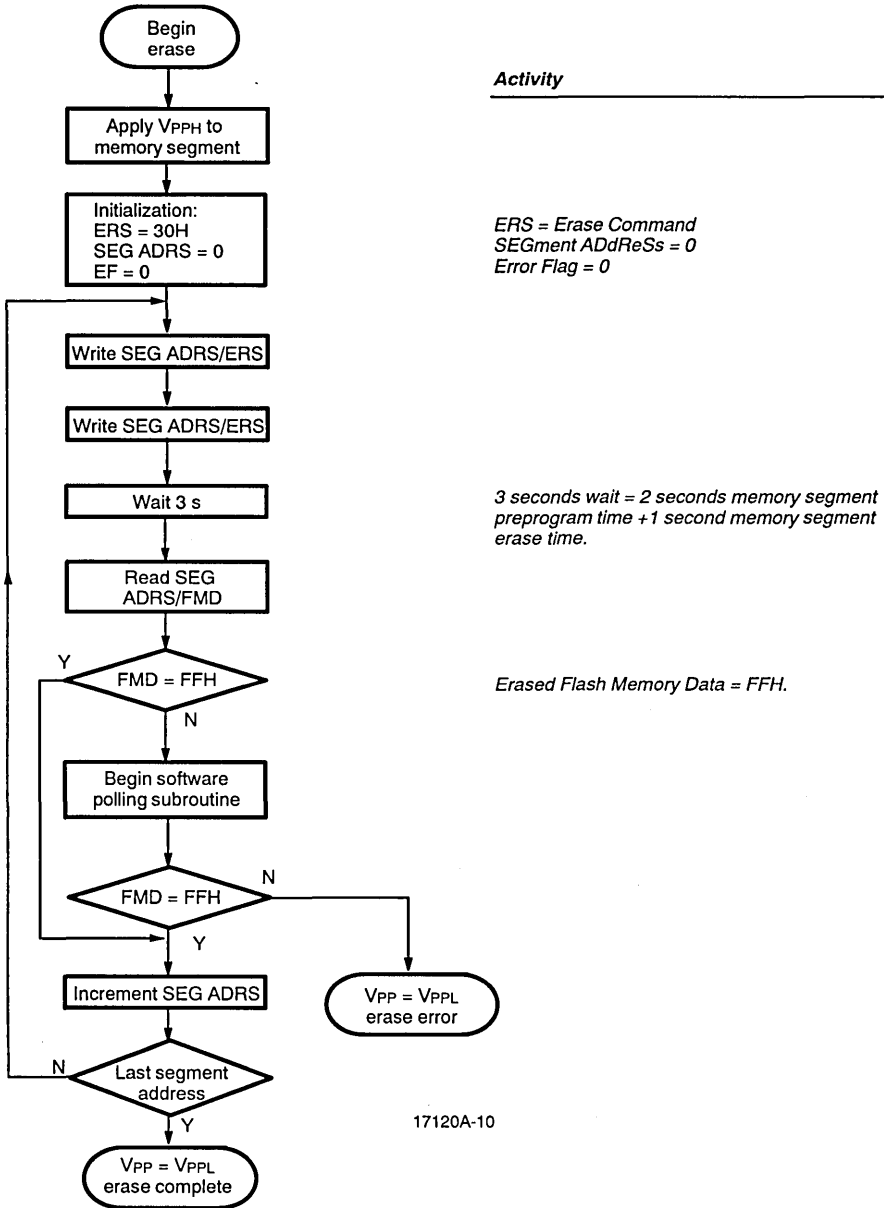 Begin
erase
Activity
Apply VPPH to
memory segment
Initialization:
ERS = 30H
SEG ADRS = 0
EF = 0
ERS = Erase Command
SEGment ADdReSs = 0
Error Flag = 0
Write SEG ADRS/ERS
Write SEG ADRS/ERS
Wait 3 s
3 seconds wait = 2 seconds memory segment
preprogram time +1 second memory segment
erase time.
Read SEG
ADRS/FMD
Y
FMD = FFH
Erased Flash Memory Data = FFH.
N
Begin software
polling subroutine
N
FMD = FFH
Y
Increment SEG ADRS
VPP = VPPL
erase error
N
Last segment
address
17120A-10
Y
VPP = VPPL
erase complete